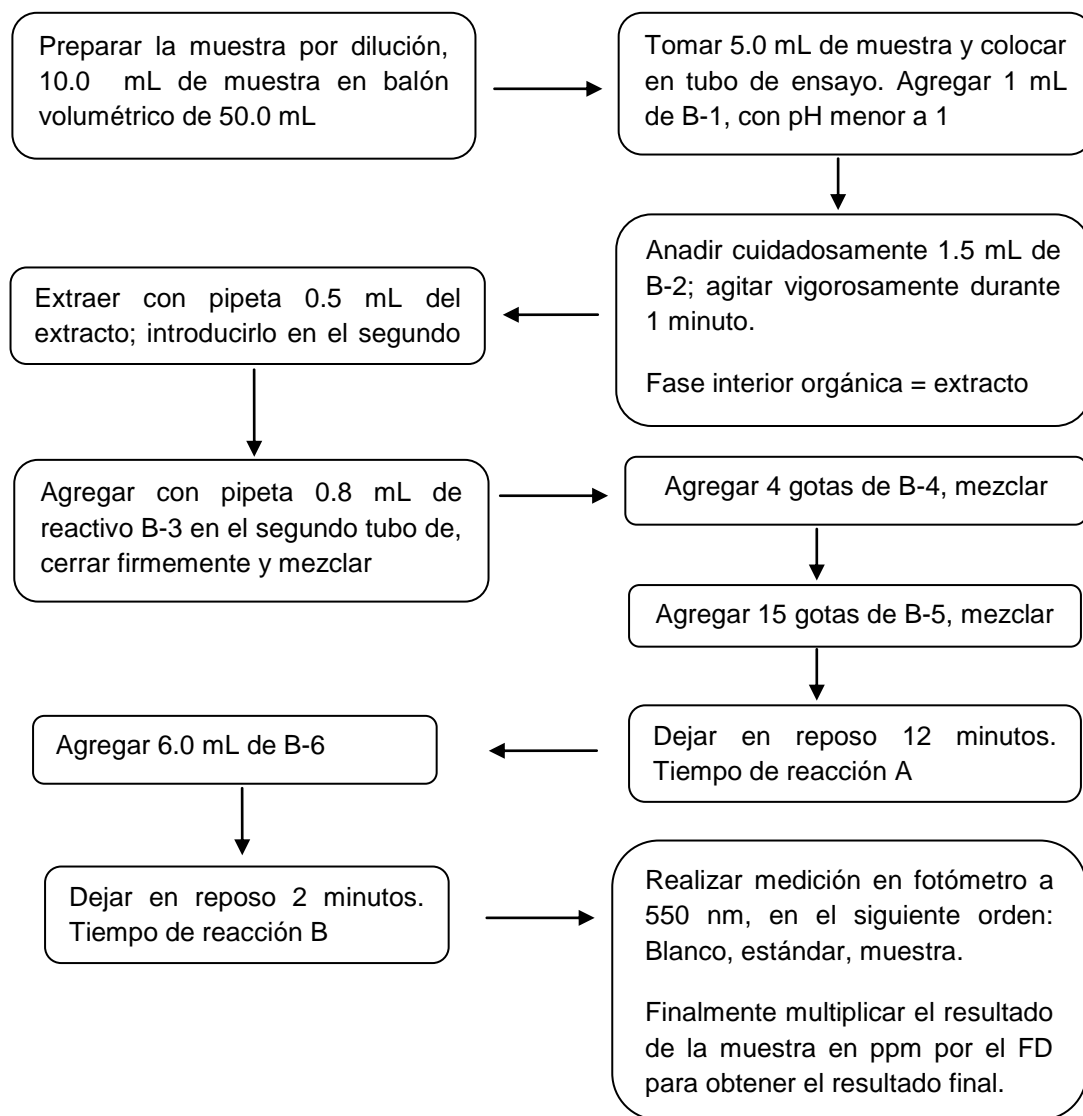 Preparar la muestra por dilución,
10.0 mL de muestra en balón
volumétrico de 50.0 mL
Tomar 5.0 mL de muestra y colocar
en tubo de ensayo. Agregar 1 mL
de B-1, con pH menor a 1
Anadir cuidadosamente 1.5 mL de
B-2; agitar vigorosamente durante
1 minuto.
Fase interior orgánica = extracto
Extraer con pipeta 0.5 mL del
extracto; introducirlo en el segundo
Agregar con pipeta 0.8 mL de
reactivo B-3 en el segundo tubo de,
cerrar firmemente y mezclar
Agregar 4 gotas de B-4, mezclar
Agregar 15 gotas de B-5, mezclar
Dejar en reposo 12 minutos.
Tiempo de reacción A
Agregar 6.0 mL de B-6
Dejar en reposo 2 minutos.
Tiempo de reacción B
Realizar medición en fotómetro a
550 nm, en el siguiente orden:
Blanco, estándar, muestra.
Finalmente multiplicar el resultado
de la muestra en ppm por el FD
para obtener el resultado final.